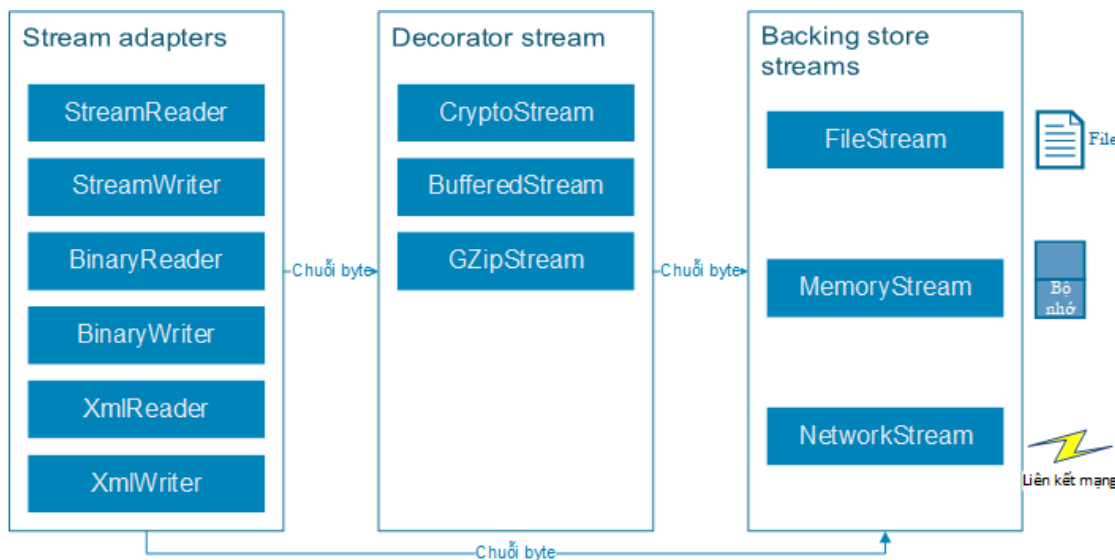 Stream adapters
StreamReader
StreamWriter
BinaryReader
BinaryWriter
XmlReader
XmlWriter
Chuỗi byte
Decorator stream
CryptoStream
BufferedStream
GZipStream
Chuỗi byte
Backing store
streams
FileStream
MemoryStream
NetworkStream
File
Bộ
nhớ
Liên kết mạng
Chuỗi byte